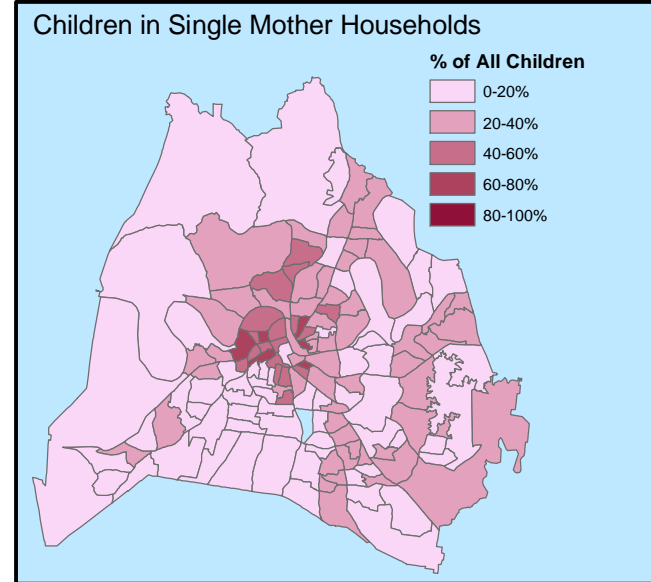 Children in Single Mother Households
% of All Children
0-20%
20-40%
40-60%
60-80%
80-100%